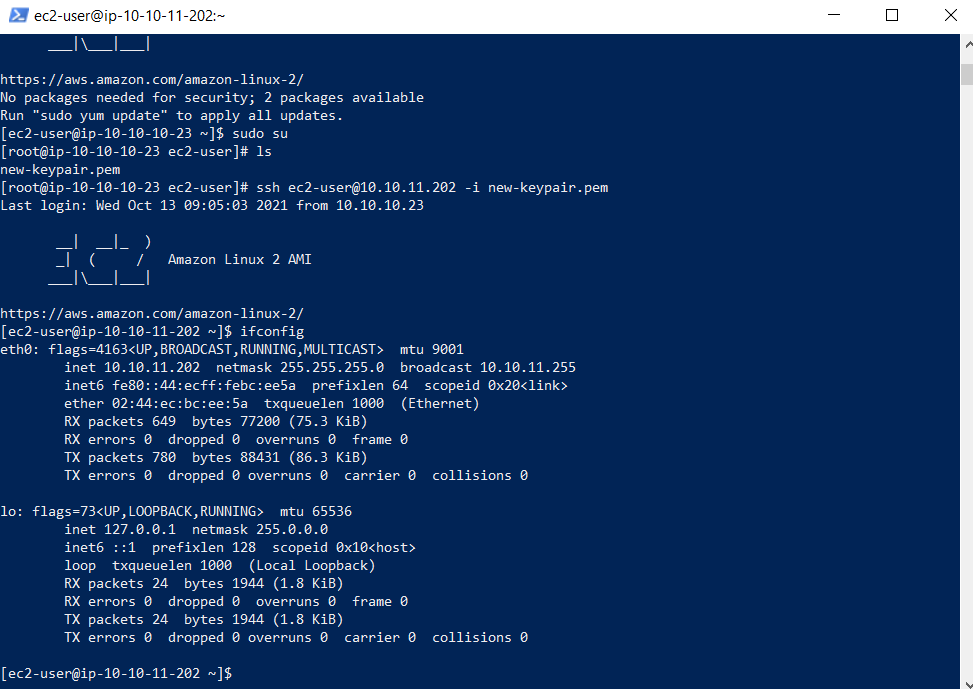 ec2-user@ip-10-10-11-202:~
___|\___|___|
https://aws.amazon.com/amazon-linux-2/
No packages needed for security; 2 packages available
Run "sudo yum update" to apply all updates.
[ec2-user@ip-10-10-10-23 ~]$ sudo su
[root@ip-10-10-10-23 ec2-user]# ls
new-keypair.pem
[root@ip-10-10-10-23 ec2-user]# ssh ec2-user@10.10.11.202 -i new-keypair.pem
Last login: Wed Oct 13 09:05:03 2021 from 10.10.10.23
__|  __|_  )
_|  (     /   Amazon Linux 2 AMI
___|\___|___|
https://aws.amazon.com/amazon-linux-2/
[ec2-user@ip-10-10-11-202 ~]$ ifconfig
eth0: flags=4163<UP,BROADCAST,RUNNING,MULTICAST>  mtu 9001
inet 10.10.11.202  netmask 255.255.255.0  broadcast 10.10.11.255
inet6 fe80::44:ecff:febc:ee5a  prefixlen 64  scopeid 0x20<link>
ether 02:44:ec:bc:ee:5a  txqueuelen 1000  (Ethernet)
RX packets 649  bytes 77200 (75.3 KiB)
RX errors 0  dropped 0  overruns 0  frame 0
TX packets 780  bytes 88431 (86.3 KiB)
TX errors 0  dropped 0 overruns 0  carrier 0  collisions 0
lo: flags=73<UP,LOOPBACK,RUNNING>  mtu 65536
inet 127.0.0.1  netmask 255.0.0.0
inet6 ::1  prefixlen 128  scopeid 0x10<host>
loop  txqueuelen 1000  (Local Loopback)
RX packets 24  bytes 1944 (1.8 KiB)
RX errors 0  dropped 0  overruns 0  frame 0
TX packets 24  bytes 1944 (1.8 KiB)
TX errors 0  dropped 0 overruns 0  carrier 0  collisions 0
[ec2-user@ip-10-10-11-202 ~]$